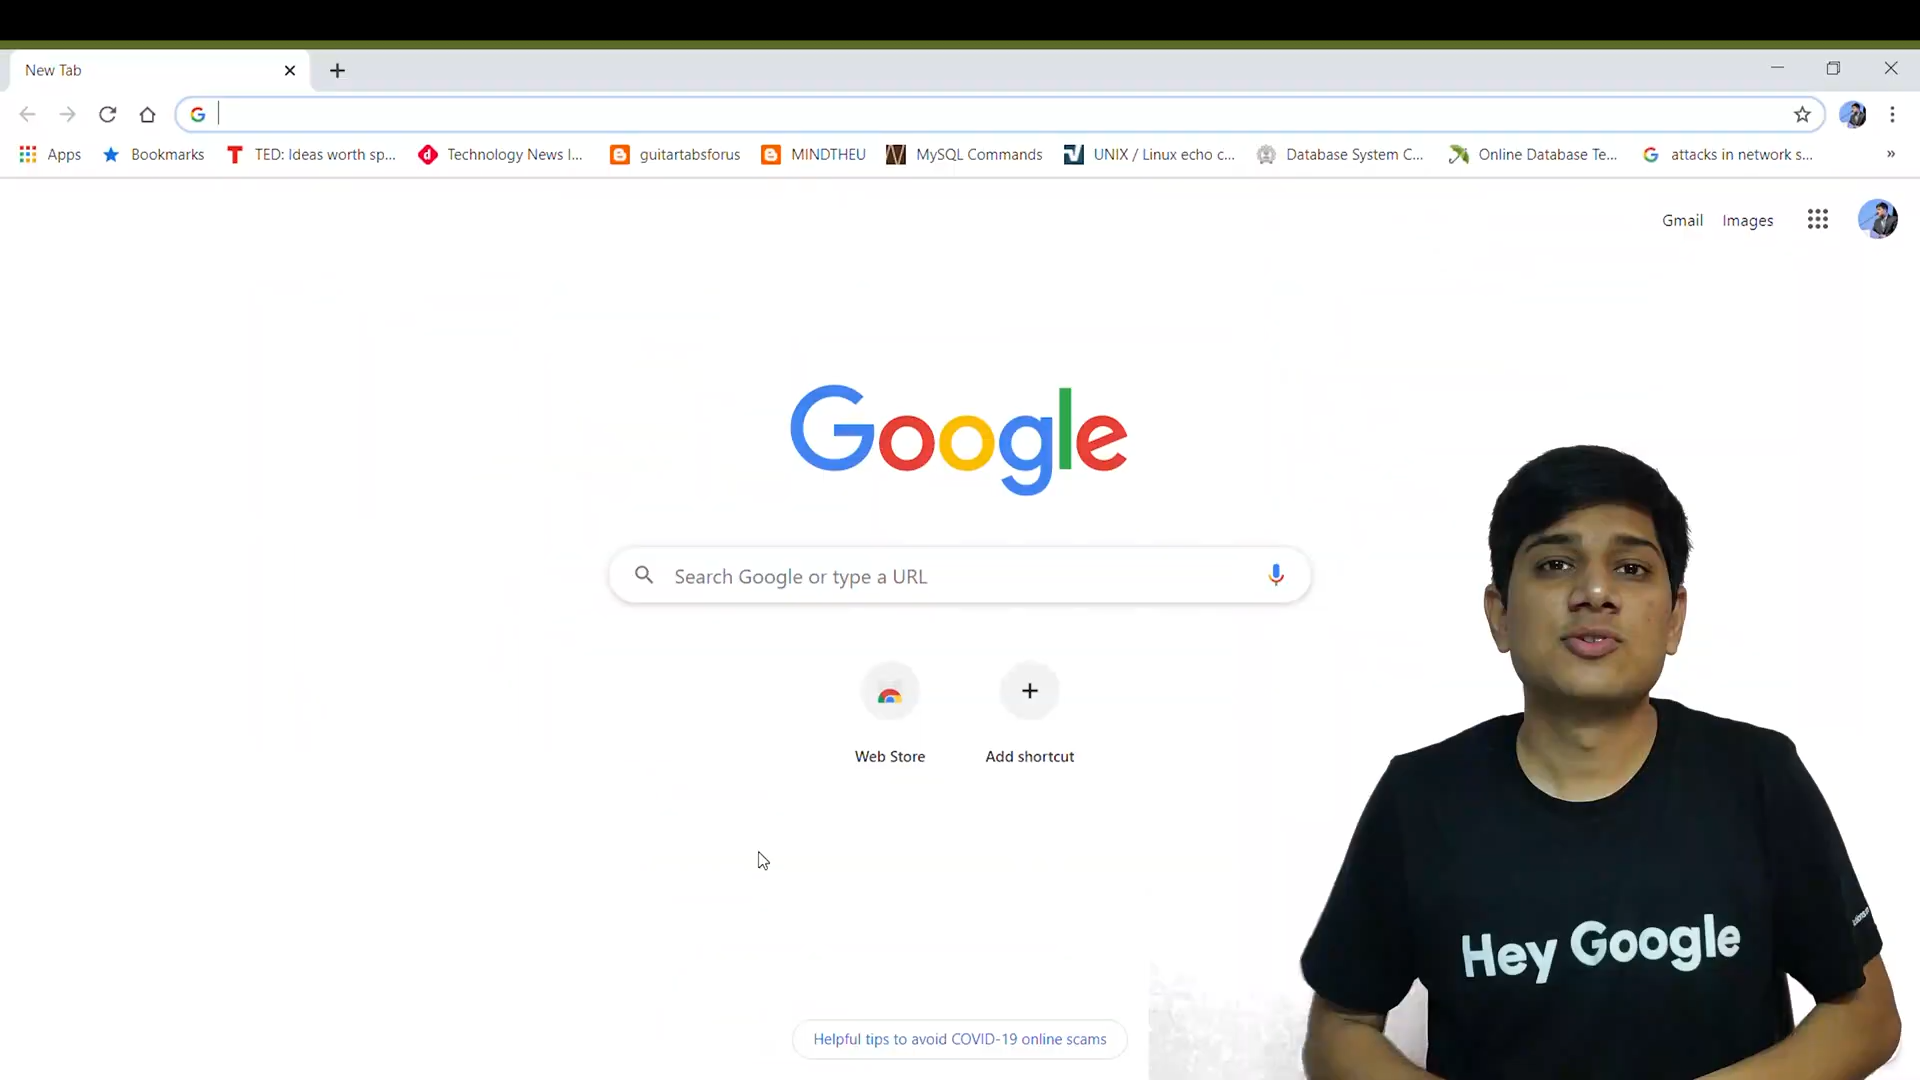 New Tab
Apps
Bookmarks
TED: Ideas worth sp...
Technology News I...
guitartabsforus
MINDTHEU
MySQL Commands
UNIX / Linux echo c...
Database System C...
Online Database Te...
attacks in network s...
»
Gmail
Images
Google
Search Google or type a URL
Web Store
Add shortcut
Hey Google
Helpful tips to avoid COVID-19 online scams